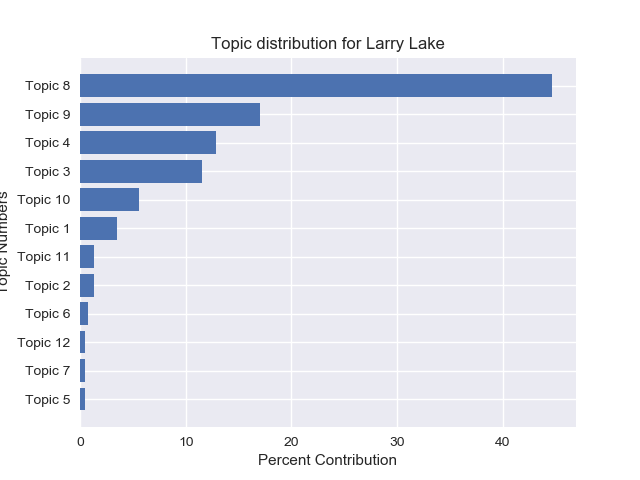 Topic distribution for Larry Lake
Topic 8
Topic 9
Topic 4
Topic 3
Topic 10
Topic 1
Topic 11
Topic 2
Topic 6
Topic 12
Topic 7
Topic 5
Topic Numbers
0 10 20 30 40
Percent Contribution